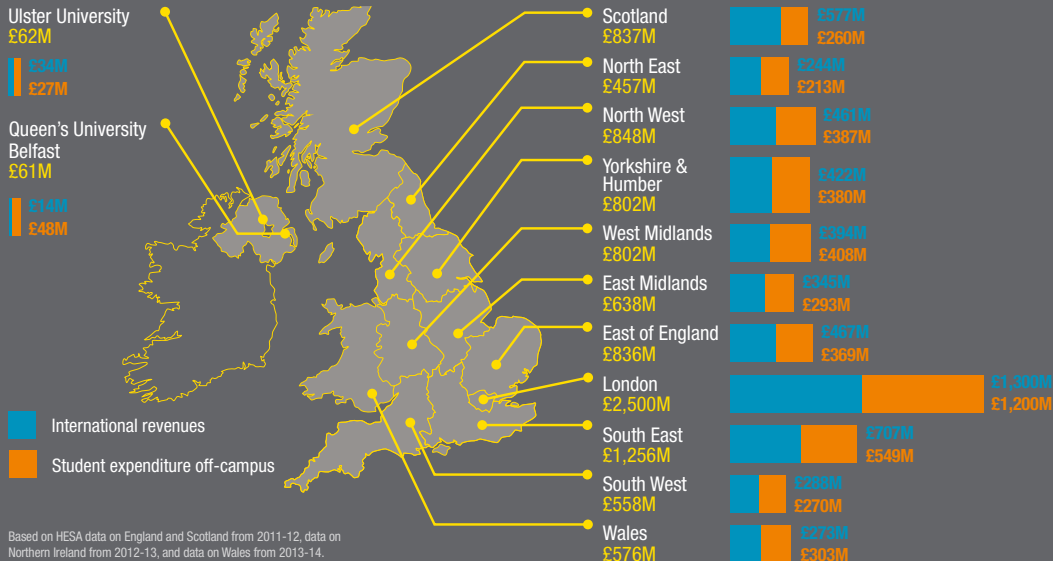 Ulster University
£62M
£34M
£27M
Queen's University
Belfast
£61M
£14M
£48M
International revenues
Student expenditure off-campus
Based on HESA data on England and Scotland from 2011-12, data on
Northern Ireland from 2012-13, and data on Wales from 2013-14.
Scotland
£837M
£577M
£260M
North East
£457M
£244M
£213M
North West
£848M
£461M
£387M
Yorkshire &
Humber
£802M
£422M
£380M
West Midlands
£802M
£394M
£408M
East Midlands
£638M
£345M
£293M
East of England
£836M
£467M
£369M
London
£2,500M
£1,300M
£1,200M
South East
£1,256M
£707M
£549M
South West
£558M
£288M
£270M
Wales
£576M
£273M
£303M